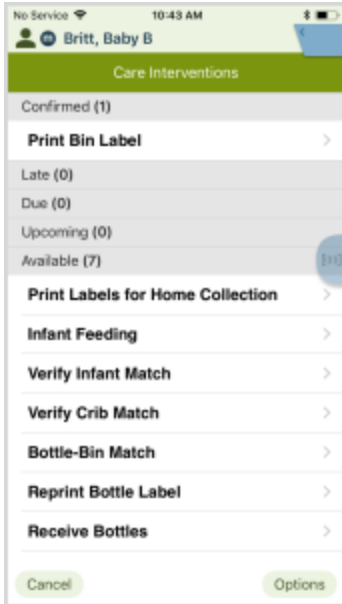 No Service 10:43 AM
Britt, Baby B
Care Interventions
Confirmed (1)
Print Bin Label
Late (0)
Due (0)
Upcoming (0)
Available (7)
Print Labels for Home Collection
Infant Feeding
Verify Infant Match
Verify Crib Match
Bottle-Bin Match
Reprint Bottle Label
Receive Bottles
Cancel Options